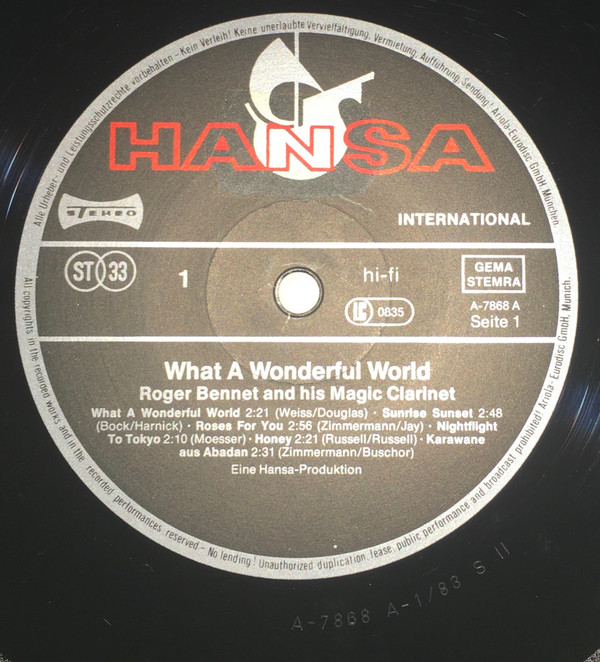 Alle Urheber- und Leistungsschutzrechte vorbehalten - Kein Verleih! Keine unerlaubte Vervielfältigung, Vermietung, Aufführung, Sendung! Ariola-Eurodisc GmbH, München.
HANSA
STEREO
INTERNATIONAL
ST 33
1
hi-fi
GEMA
STEMRA
LC 0835
A-7868 A
Seite 1
What A Wonderful World
Roger Bennet and his Magic Clarinet
What A Wonderful World 2:21 (Weiss/Douglas) · Sunrise Sunset 2:48
(Bock/Harnick) · Roses For You 2:56 (Zimmermann/Jay) · Nightflight
To Tokyo 2:10 (Moesser) · Honey 2:21 (Russell/Russell) · Karawane
aus Abadan 2:31 (Zimmermann/Buschor)
Eine Hansa-Produktion
All copyrights in the recorded works and in the recorded performances reserved - No lending! Unauthorized duplication, lease, public performance and broadcast prohibited! Ariola-Eurodisc GmbH, Munich.
A-7868 A-1/83 S II